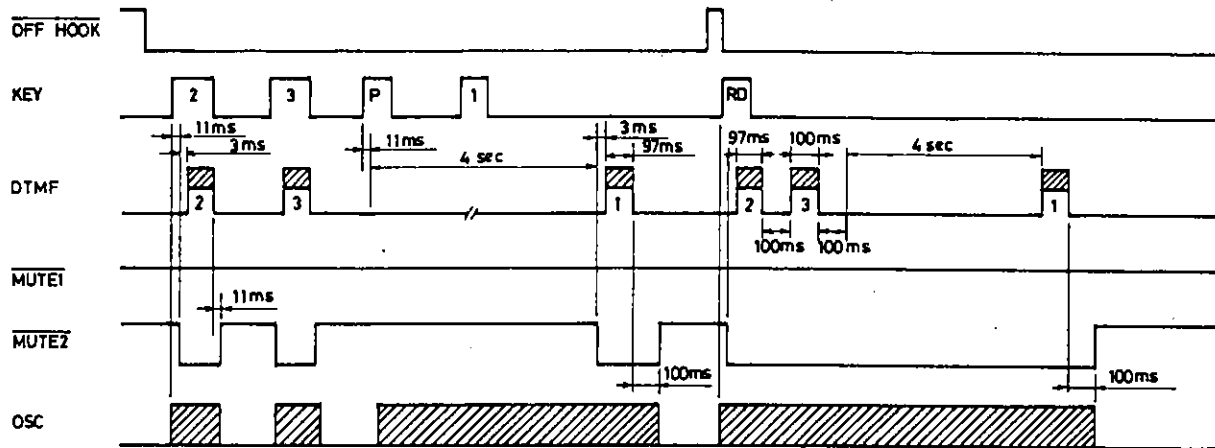 OFF HOOK
KEY
2
3
P
1
RD
11ms
3ms
11ms
4 sec
3ms
97ms
97ms
100ms
4 sec
DTMF
2
3
1
2
3
1
100ms
100ms
MUTE1
11ms
MUTE2
100ms
100ms
OSC